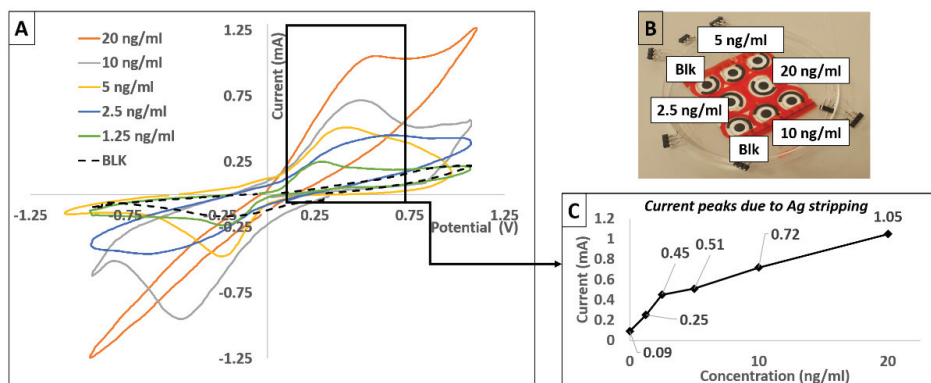 A
20 ng/ml
10 ng/ml
5 ng/ml
2.5 ng/ml
1.25 ng/ml
BLK
Current (mA)
1.25
0.75
0.25
-0.25
-0.75
-1.25
-1.25
-0.75
0.25
0.75
1.25
Potential (V)
B
5 ng/ml
Blk
20 ng/ml
2.5 ng/ml
10 ng/ml
Blk
C
Current peaks due to Ag stripping
Current (mA)
1.2
1
0.8
0.6
0.4
0.2
0
0.09
0.25
0.45
0.51
0.72
1.05
0
10
20
Concentration (ng/ml)